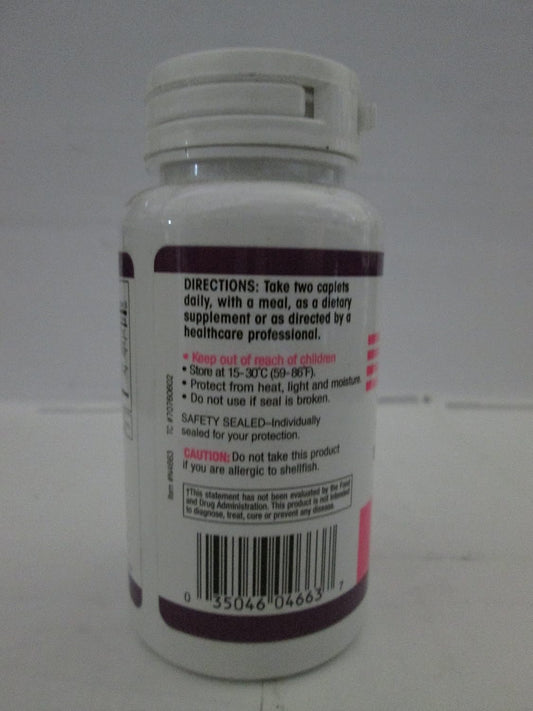 DIRECTIONS: Take two caplets
daily, with a meal, as a dietary
supplement or as directed by a
healthcare professional.
• Keep out of reach of children
• Store at 15-30°C (59-86°F).
• Protect from heat, light and moisture.
• Do not use if seal is broken.
SAFETY SEALED–Individually
sealed for your protection.
CAUTION: Do not take this product
if you are allergic to shellfish.
†This statement has not been evaluated by the Food
and Drug Administration. This product is not intended
to diagnose, treat, cure or prevent any disease.
Item #N4663 TC #70760602
0 35046 04663 7